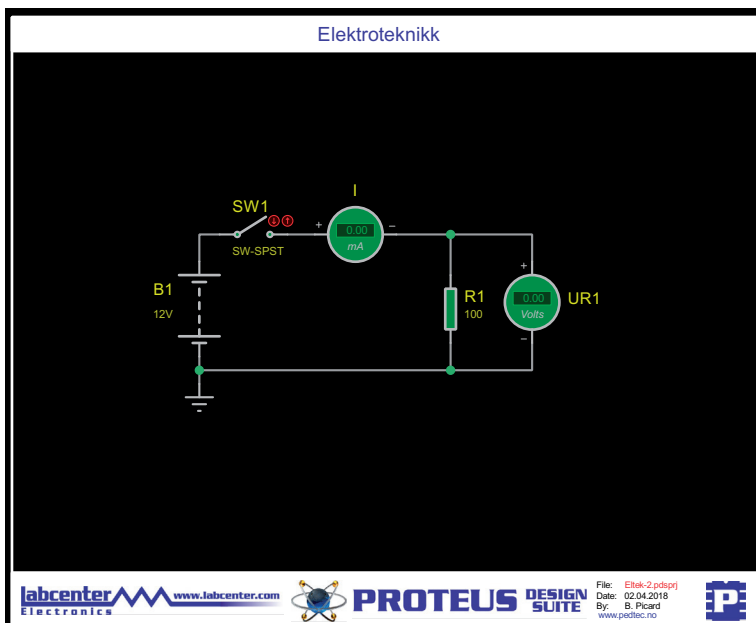 Elektroteknikk
I
SW1
+
0.00
−
mA
SW-SPST
B1
12V
R1
100
+
0.00
Volts
−
UR1
labcenter
Electronics
www.labcenter.com
PROTEUS DESIGN SUITE
File: Eltek-2.pdsprj
Date: 02.04.2018
By: B. Picard
www.pedtec.no